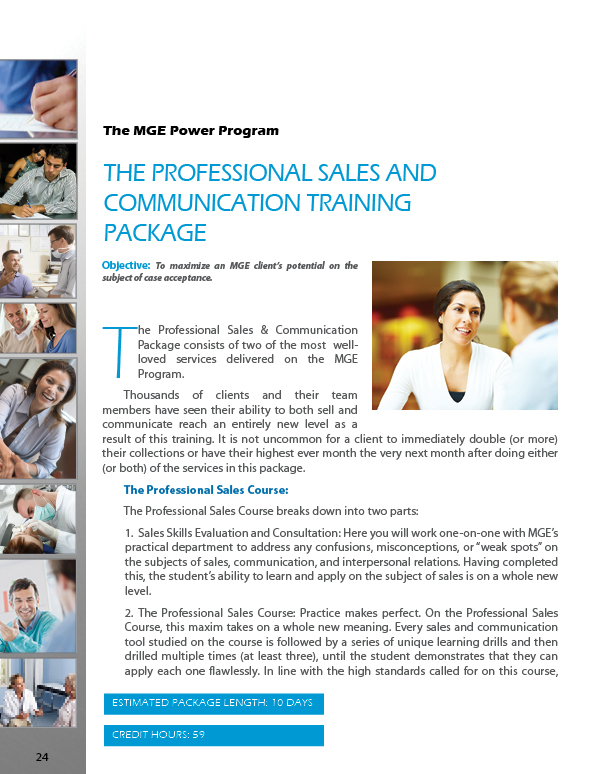 The MGE Power Program
THE PROFESSIONAL SALES AND
COMMUNICATION TRAINING
PACKAGE
Objective: To maximize an MGE client's potential on the
subject of case acceptance.
The Professional Sales & Communication
Package consists of two of the most well-
loved services delivered on the MGE
Program.
Thousands of clients and their team
members have seen their ability to both sell and
communicate reach an entirely new level as a
result of this training. It is not uncommon for a client to immediately double (or more)
their collections or have their highest ever month the very next month after doing either
(or both) of the services in this package.
The Professional Sales Course:
The Professional Sales Course breaks down into two parts:
1. Sales Skills Evaluation and Consultation: Here you will work one-on-one with MGE's
practical department to address any confusions, misconceptions, or "weak spots" on
the subjects of sales, communication, and interpersonal relations. Having completed
this, the student's ability to learn and apply on the subject of sales is on a whole new
level.
2. The Professional Sales Course: Practice makes perfect. On the Professional Sales
Course, this maxim takes on a whole new meaning. Every sales and communication
tool studied on the course is followed by a series of unique learning drills and then
drilled multiple times (at least three), until the student demonstrates that they can
apply each one flawlessly. In line with the high standards called for on this course,
ESTIMATED PACKAGE LENGTH: 10 DAYS
CREDIT HOURS: 59
24